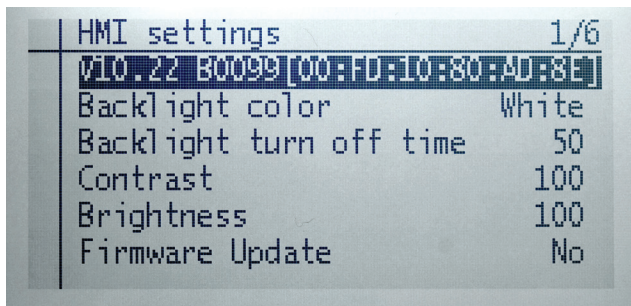 HMI settings 1/6
V10.22 B0099[00:FD:10:80:AD:8E]
Backlight color White
Backlight turn off time 50
Contrast 100
Brightness 100
Firmware Update No